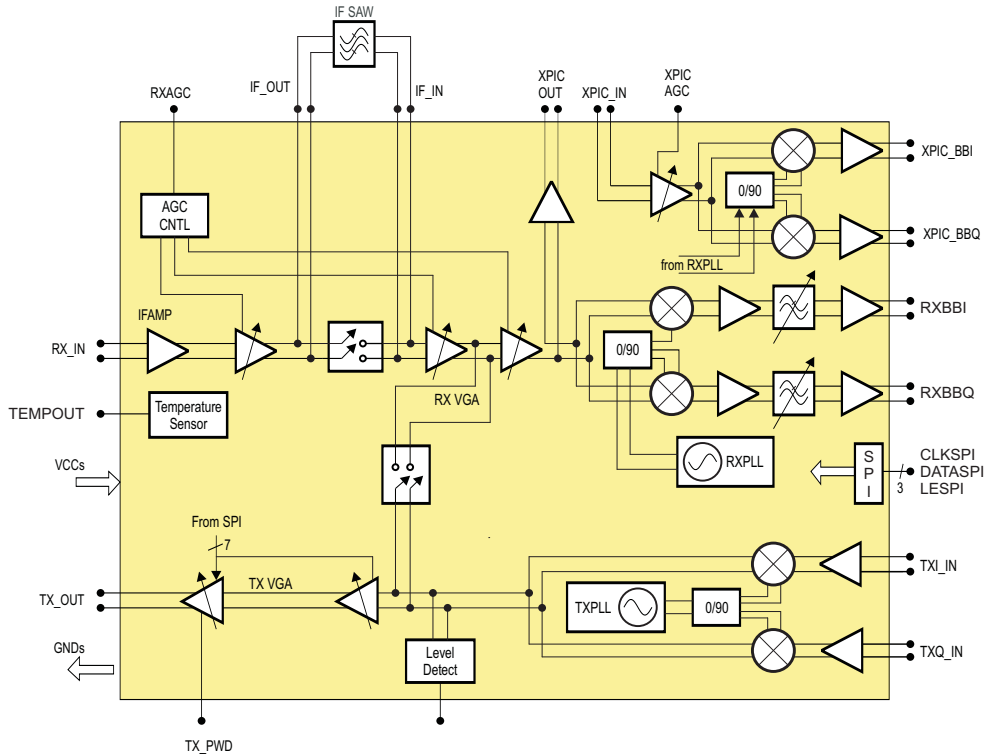 IF SAW
RXAGC
IF_OUT
IF_IN
XPIC
OUT
XPIC_IN
XPIC
AGC
XPIC_BBI
0/90
AGC
CNTL
XPIC_BBQ
from RXPLL
IFAMP
RXBBI
RX_IN
0/90
RX VGA
RXBBQ
TEMPOUT
Temperature
Sensor
RXPLL
VCCs
S
P
I
3
CLKSPI
DATASPI
LESPI
From SPI
7
TXI_IN
TX VGA
TX_OUT
TXPLL
0/90
GNDs
Level
Detect
TXQ_IN
TX_PWD